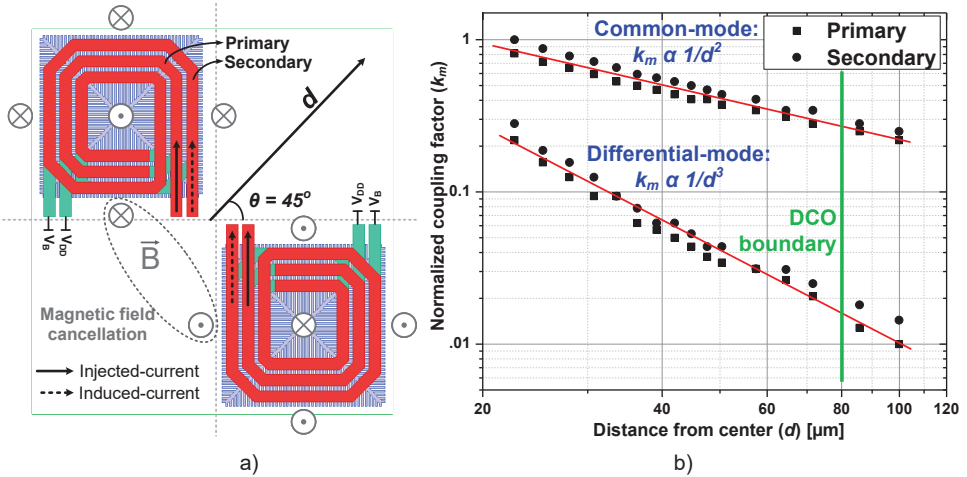 Primary
Secondary
d
θ = 45°
V_B
V_DD
V_DD
V_B
B
Magnetic field
cancellation
Injected-current
Induced-current
a)
Normalized coupling factor (k_m)
1
0.1
.01
Common-mode:
k_m α 1/d²
Primary
Secondary
Differential-mode:
k_m α 1/d³
DCO
boundary
20
40
60
80
100
120
Distance from center (d) [µm]
b)